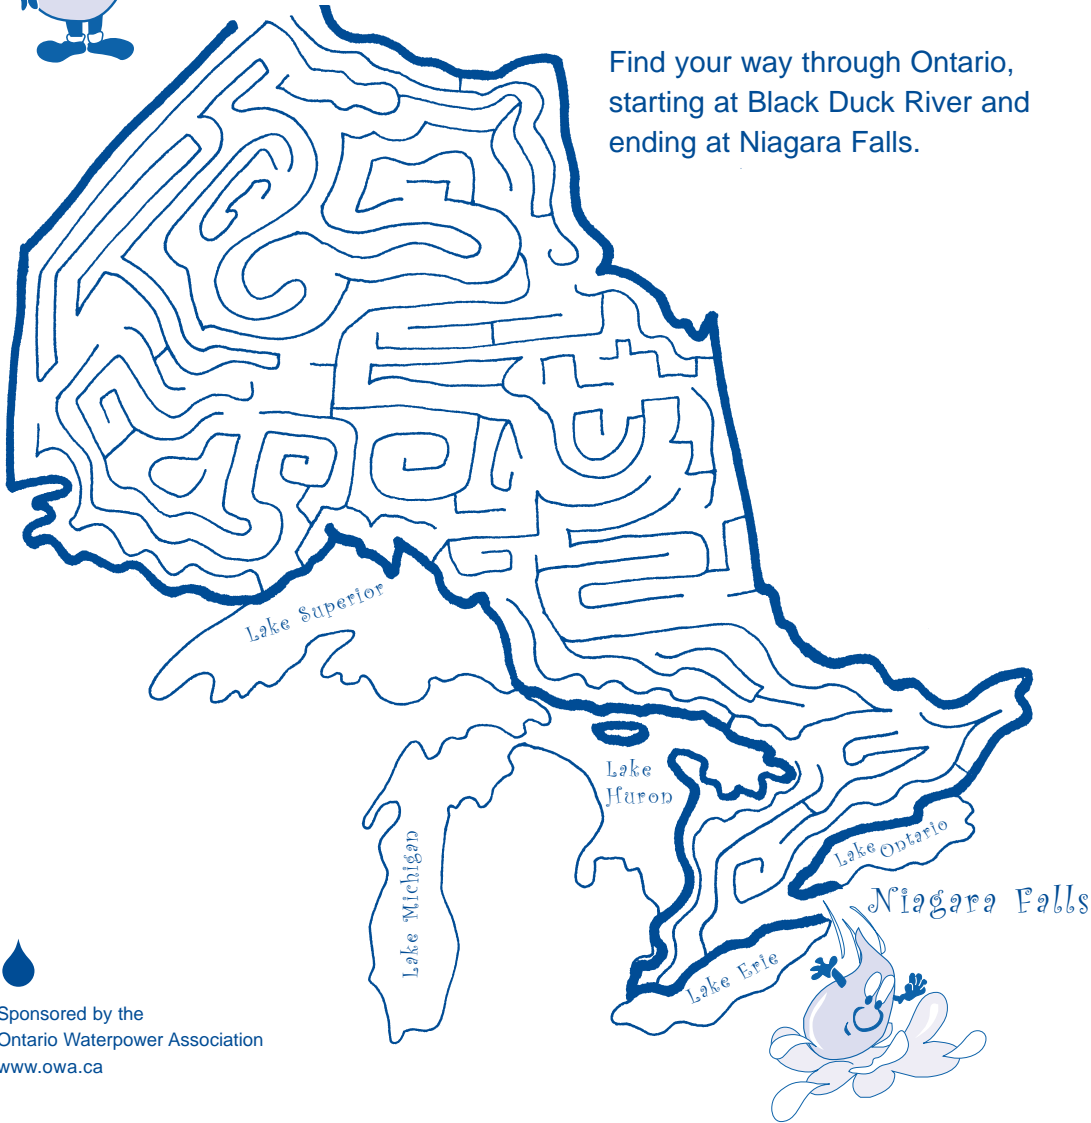 Find your way through Ontario,
starting at Black Duck River and
ending at Niagara Falls.
Lake Superior
Lake
Huron
Lake Michigan
Lake Ontario
Niagara Falls
Lake Erie
Sponsored by the
Ontario Waterpower Association
www.owa.ca